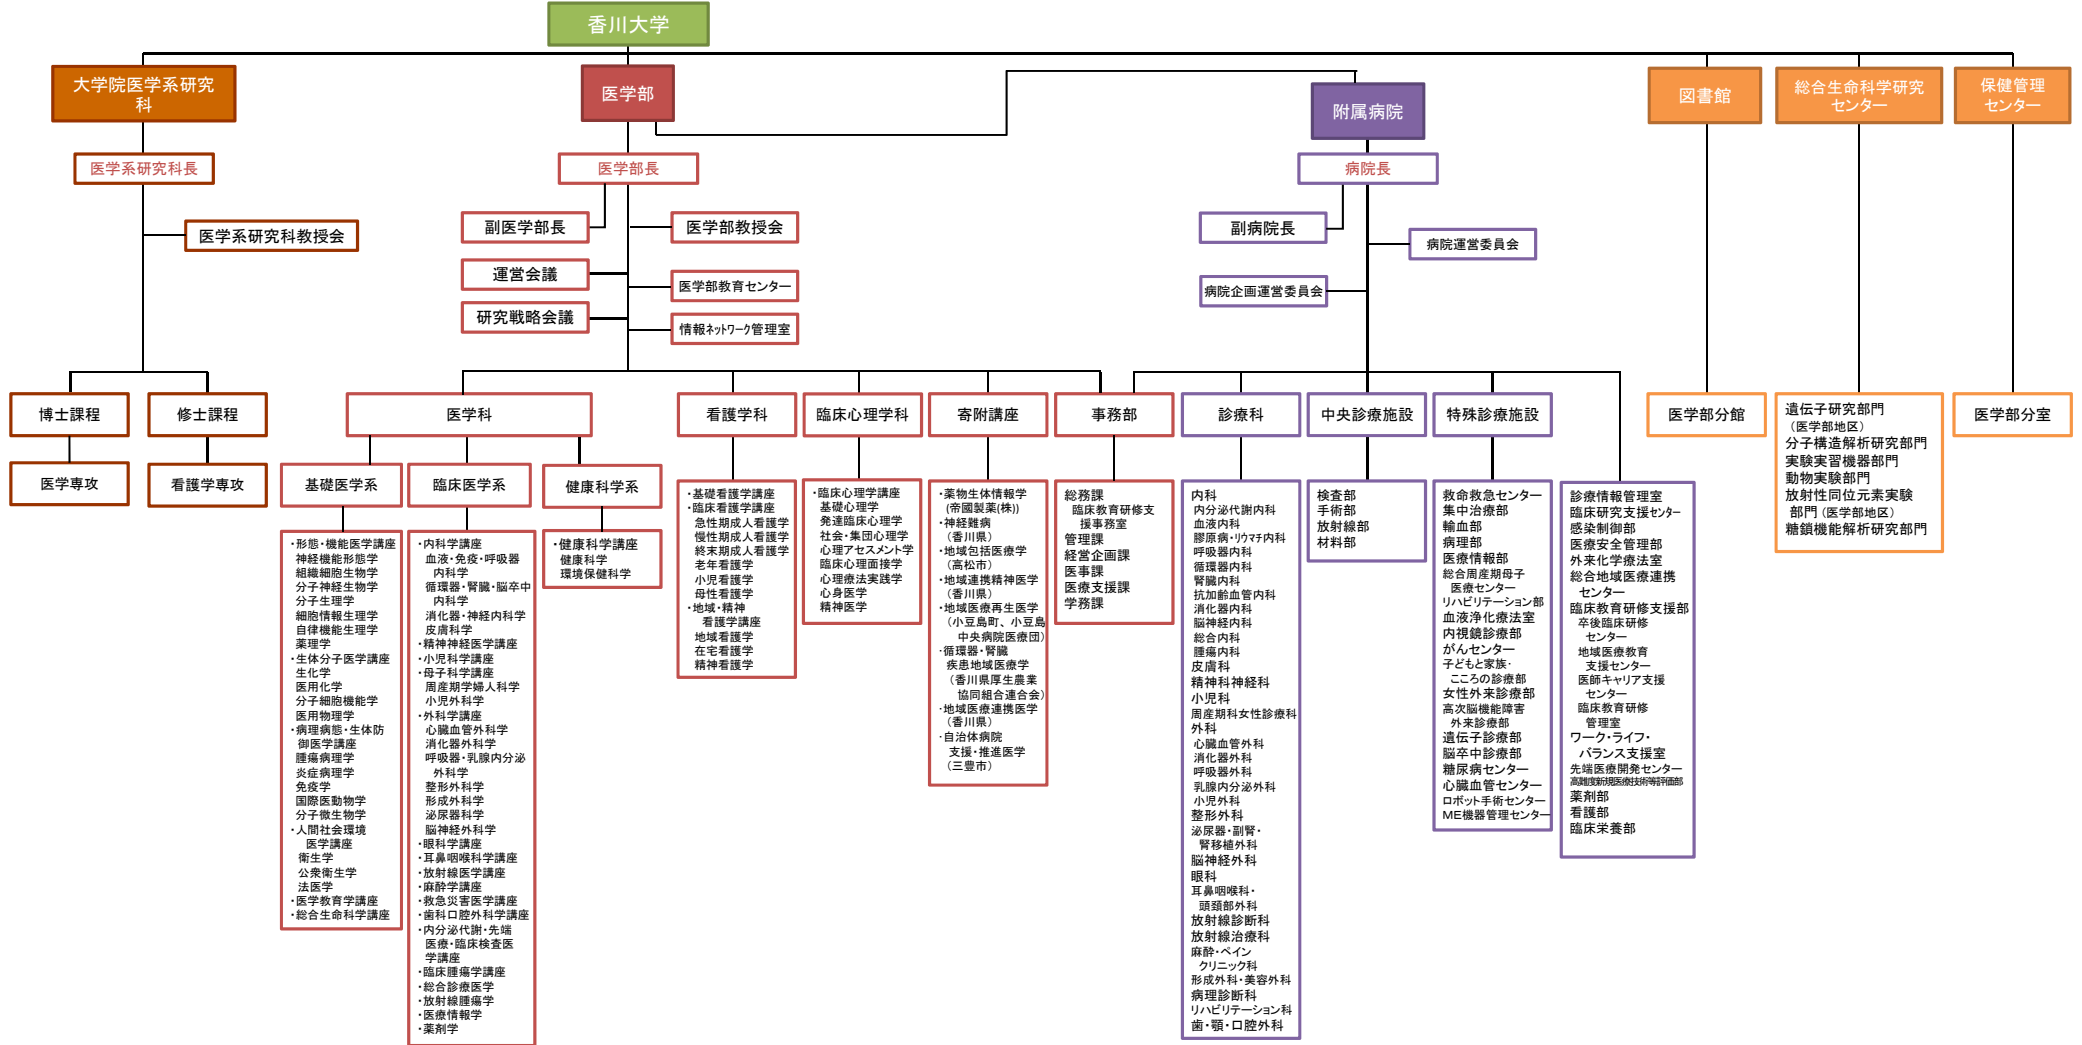 香川大学
大学院医学系研究
科
医学部
附属病院
図書館
総合生命科学研究
センター
保健管理
センター
医学系研究科長
医学部長
病院長
医学系研究科教授会
副医学部長
医学部教授会
運営会議
医学部教育センター
研究戦略会議
情報ネットワーク管理室
副病院長
病院運営委員会
病院企画運営委員会
博士課程
修士課程
医学専攻
看護学専攻
医学科
看護学科
臨床心理学科
寄附講座
事務部
診療科
中央診療施設
特殊診療施設
医学部分館
遺伝子研究部門
(医学部地区)
分子構造解析研究部門
実験実習機器部門
動物実験部門
放射性同位元素実験
部門(医学部地区)
糖鎖機能解析研究部門
医学部分室
基礎医学系
臨床医学系
健康科学系
・形態・機能医学講座
神経機能形態学
組織細胞生物学
分子神経生物学
分子生理学
細胞情報生理学
自律機能生理学
薬理学
・生体分子医学講座
生化学
医用化学
分子細胞機能学
医用物理学
・病理病態・生体防
御医学講座
腫瘍病理学
炎症病理学
免疫学
国際医動物学
分子微生物学
・人間社会環境
医学講座
衛生学
公衆衛生学
法医学
・医学教育学講座
・総合生命科学講座
・内科学講座
血液・免疫・呼吸器
内科学
循環器・腎臓・脳卒中
内科学
消化器・神経内科学
皮膚科学
・精神神経医学講座
・小児科学講座
・母子科学講座
周産期学婦人科学
小児外科学
・外科学講座
心臓血管外科学
消化器外科学
呼吸器・乳腺内分泌
外科学
整形外科学
形成外科学
泌尿器科学
脳神経外科学
・眼科学講座
・耳鼻咽喉科学講座
・放射線医学講座
・麻酔学講座
・救急災害医学講座
・歯科口腔外科学講座
・内分泌代謝・先端
医療・臨床検査医
学講座
・臨床腫瘍学講座
・総合診療医学
・放射線腫瘍学
・医療情報学
・薬剤学
・健康科学講座
健康科学
環境保健科学
・基礎看護学講座
・臨床看護学講座
急性期成人看護学
慢性期成人看護学
終末期成人看護学
老年看護学
小児看護学
母性看護学
・地域・精神
看護学講座
地域看護学
在宅看護学
精神看護学
・臨床心理学講座
基礎心理学
発達臨床心理学
社会・集団心理学
心理アセスメント学
臨床心理面接学
心理療法実践学
心身医学
精神医学
・薬物生体情報学
(帝國製薬(株))
・神経難病
(香川県)
・地域包括医療学
(高松市)
・地域連携精神医学
(香川県)
・地域医療再生医学
(小豆島町、小豆島
中央病院医療団)
・循環器・腎臓
疾患地域医療学
(香川県厚生農業
協同組合連合会)
・地域医療連携医学
(香川県)
・自治体病院
支援・推進医学
(三豊市)
総務課
臨床教育研修支
援事務室
管理課
経営企画課
医事課
医療支援課
学務課
内科
内分泌代謝内科
血液内科
膠原病・リウマチ内科
呼吸器内科
循環器内科
腎臓内科
抗加齢血管内科
消化器内科
脳神経内科
総合内科
腫瘍内科
皮膚科
精神科神経科
小児科
周産期科女性診療科
外科
心臓血管外科
消化器外科
呼吸器外科
乳腺内分泌外科
小児外科
整形外科
泌尿器・副腎・
腎移植外科
脳神経外科
眼科
耳鼻咽喉科・
頭頚部外科
放射線診断科
放射線治療科
麻酔・ペイン
クリニック科
形成外科・美容外科
病理診断科
リハビリテーション科
歯・顎・口腔外科
検査部
手術部
放射線部
材料部
救命救急センター
集中治療部
輸血部
病理部
医療情報部
総合周産期母子
医療センター
リハビリテーション部
血液浄化療法室
内視鏡診療部
がんセンター
子どもと家族・
こころの診療部
女性外来診療部
高次脳機能障害
外来診療部
遺伝子診療部
脳卒中診療部
糖尿病センター
心臓血管センター
ロボット手術センター
ME機器管理センター
診療情報管理室
臨床研究支援センター
感染制御部
医療安全管理部
外来化学療法室
総合地域医療連携
センター
臨床教育研修支援部
卒後臨床研修
センター
地域医療教育
支援センター
医師キャリア支援
センター
臨床教育研修
管理室
ワーク・ライフ・
バランス支援室
先端医療開発センター
高難度新規医療技術等評価部
薬剤部
看護部
臨床栄養部